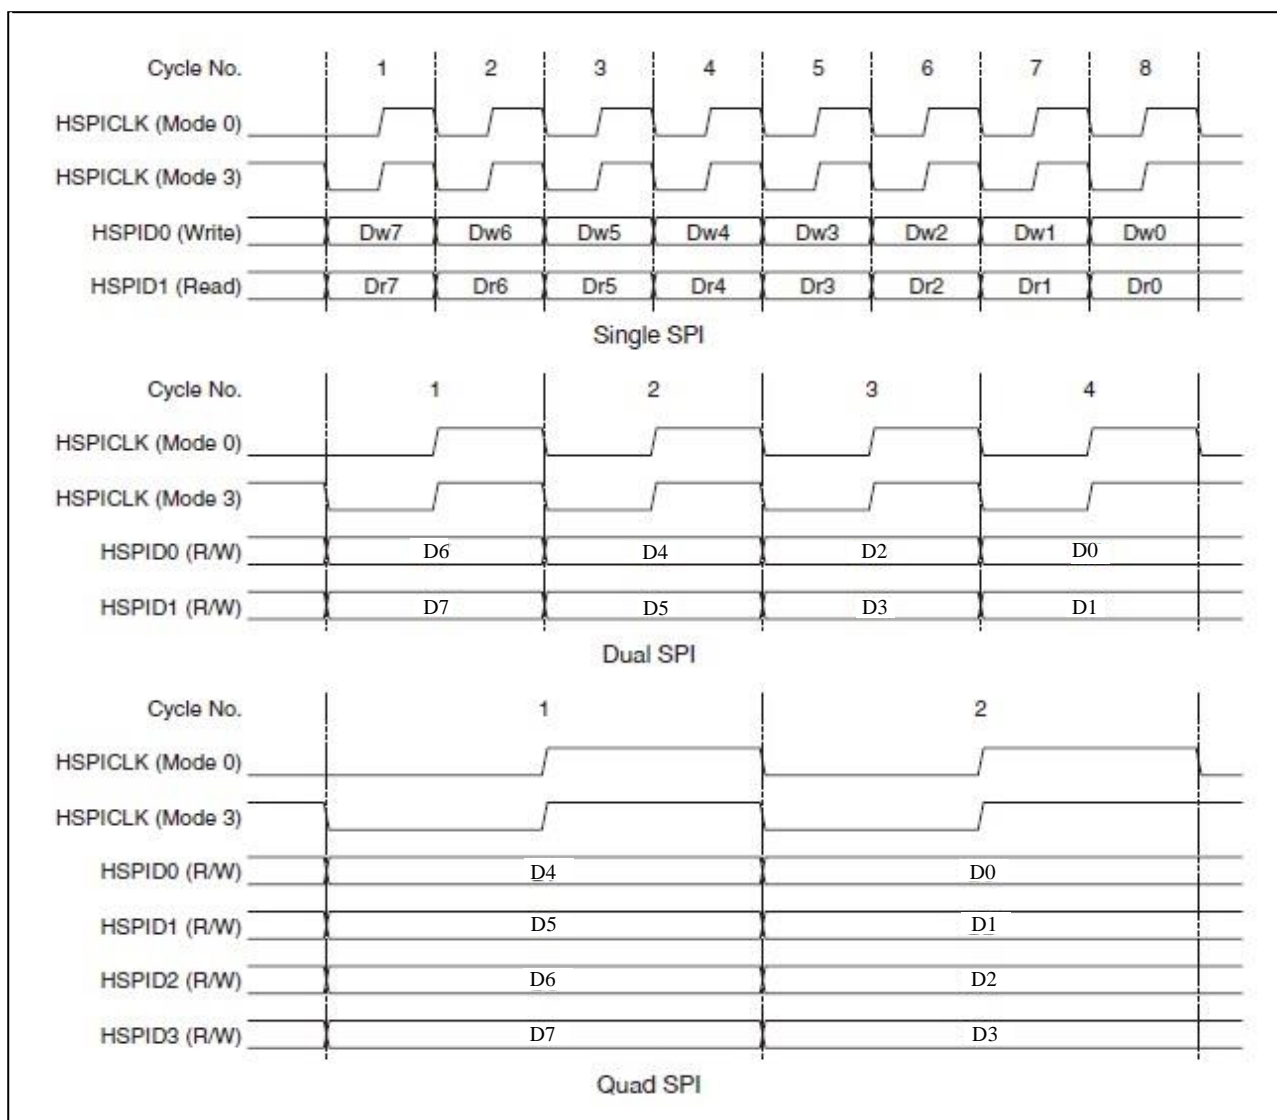 Cycle No. 1 2 3 4 5 6 7 8
HSPICLK (Mode 0)
HSPICLK (Mode 3)
HSPID0 (Write) Dw7 Dw6 Dw5 Dw4 Dw3 Dw2 Dw1 Dw0
HSPID1 (Read) Dr7 Dr6 Dr5 Dr4 Dr3 Dr2 Dr1 Dr0
Single SPI
Cycle No. 1 2 3 4
HSPICLK (Mode 0)
HSPICLK (Mode 3)
HSPID0 (R/W) D6 D4 D2 D0
HSPID1 (R/W) D7 D5 D3 D1
Dual SPI
Cycle No. 1 2
HSPICLK (Mode 0)
HSPICLK (Mode 3)
HSPID0 (R/W) D4 D0
HSPID1 (R/W) D5 D1
HSPID2 (R/W) D6 D2
HSPID3 (R/W) D7 D3
Quad SPI